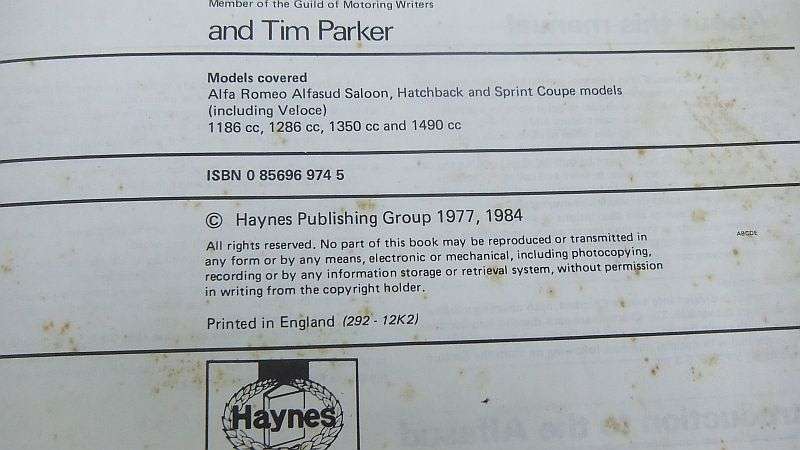 Member of the Guild of Motoring Writers
and Tim Parker
Models covered
Alfa Romeo Alfasud Saloon, Hatchback and Sprint Coupe models
(including Veloce)
1186 cc, 1286 cc, 1350 cc and 1490 cc
ISBN 0 85696 974 5
© Haynes Publishing Group 1977, 1984
All rights reserved. No part of this book may be reproduced or transmitted in
any form or by any means, electronic or mechanical, including photocopying,
recording or by any information storage or retrieval system, without permission
in writing from the copyright holder.
ABCDE
Printed in England (292 - 12K2)
Haynes